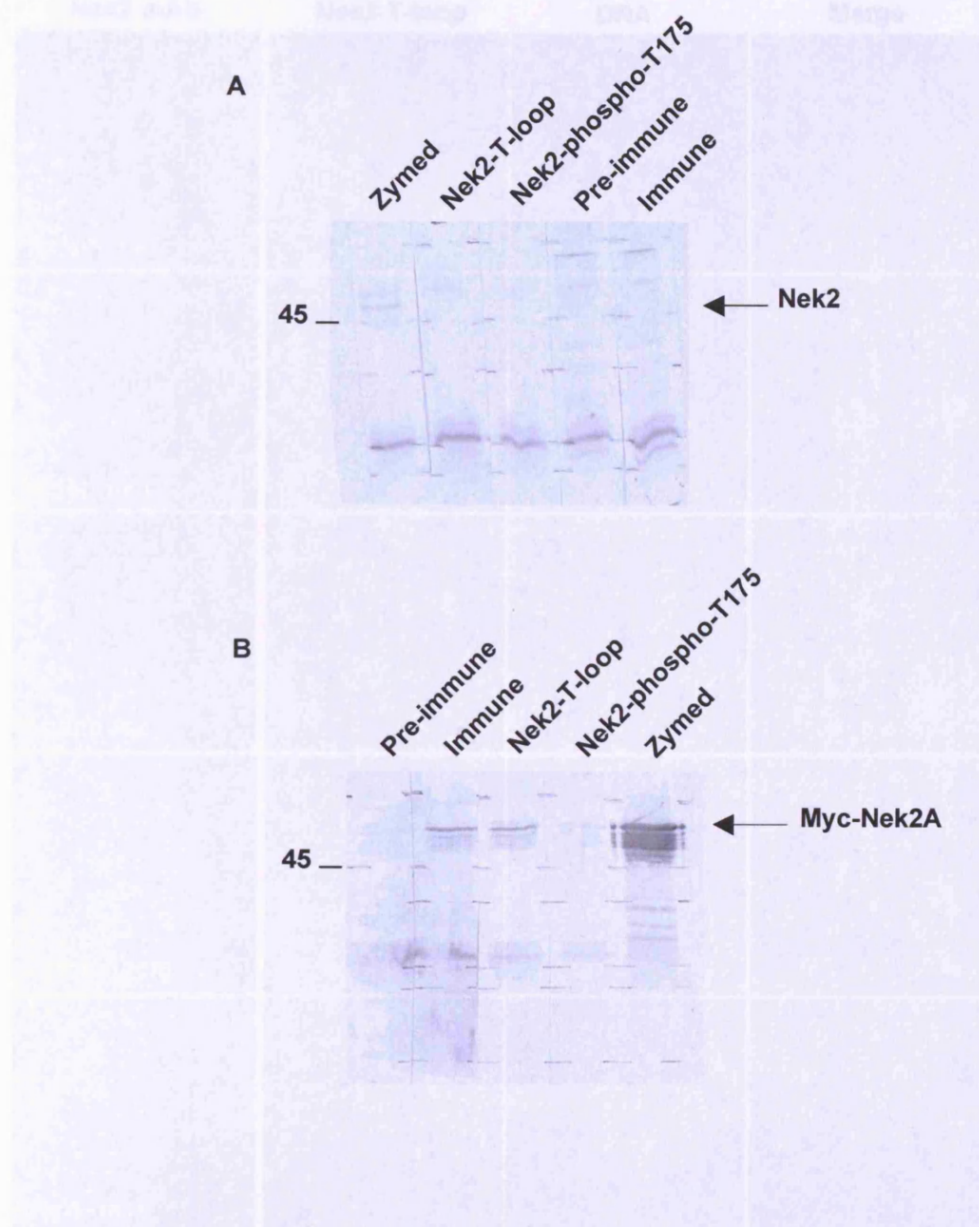 A
Zymed
Nek2-T-loop
Nek2-phospho-T175
Pre-immune
Immune
45
Nek2
B
Pre-immune
Immune
Nek2-T-loop
Nek2-phospho-T175
Zymed
45
Myc-Nek2A